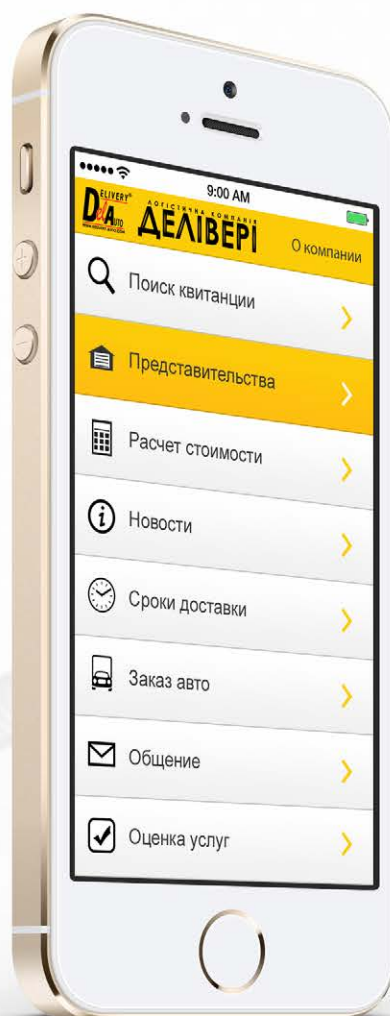 9:00 AM
DELIVERY®
DelAuto
ЛОГІСТИЧНА КОМПАНІЯ
ДЕЛІВЕРІ
О компании
Поиск квитанции
Представительства
Расчет стоимости
Новости
Сроки доставки
Заказ авто
Общение
Оценка услуг